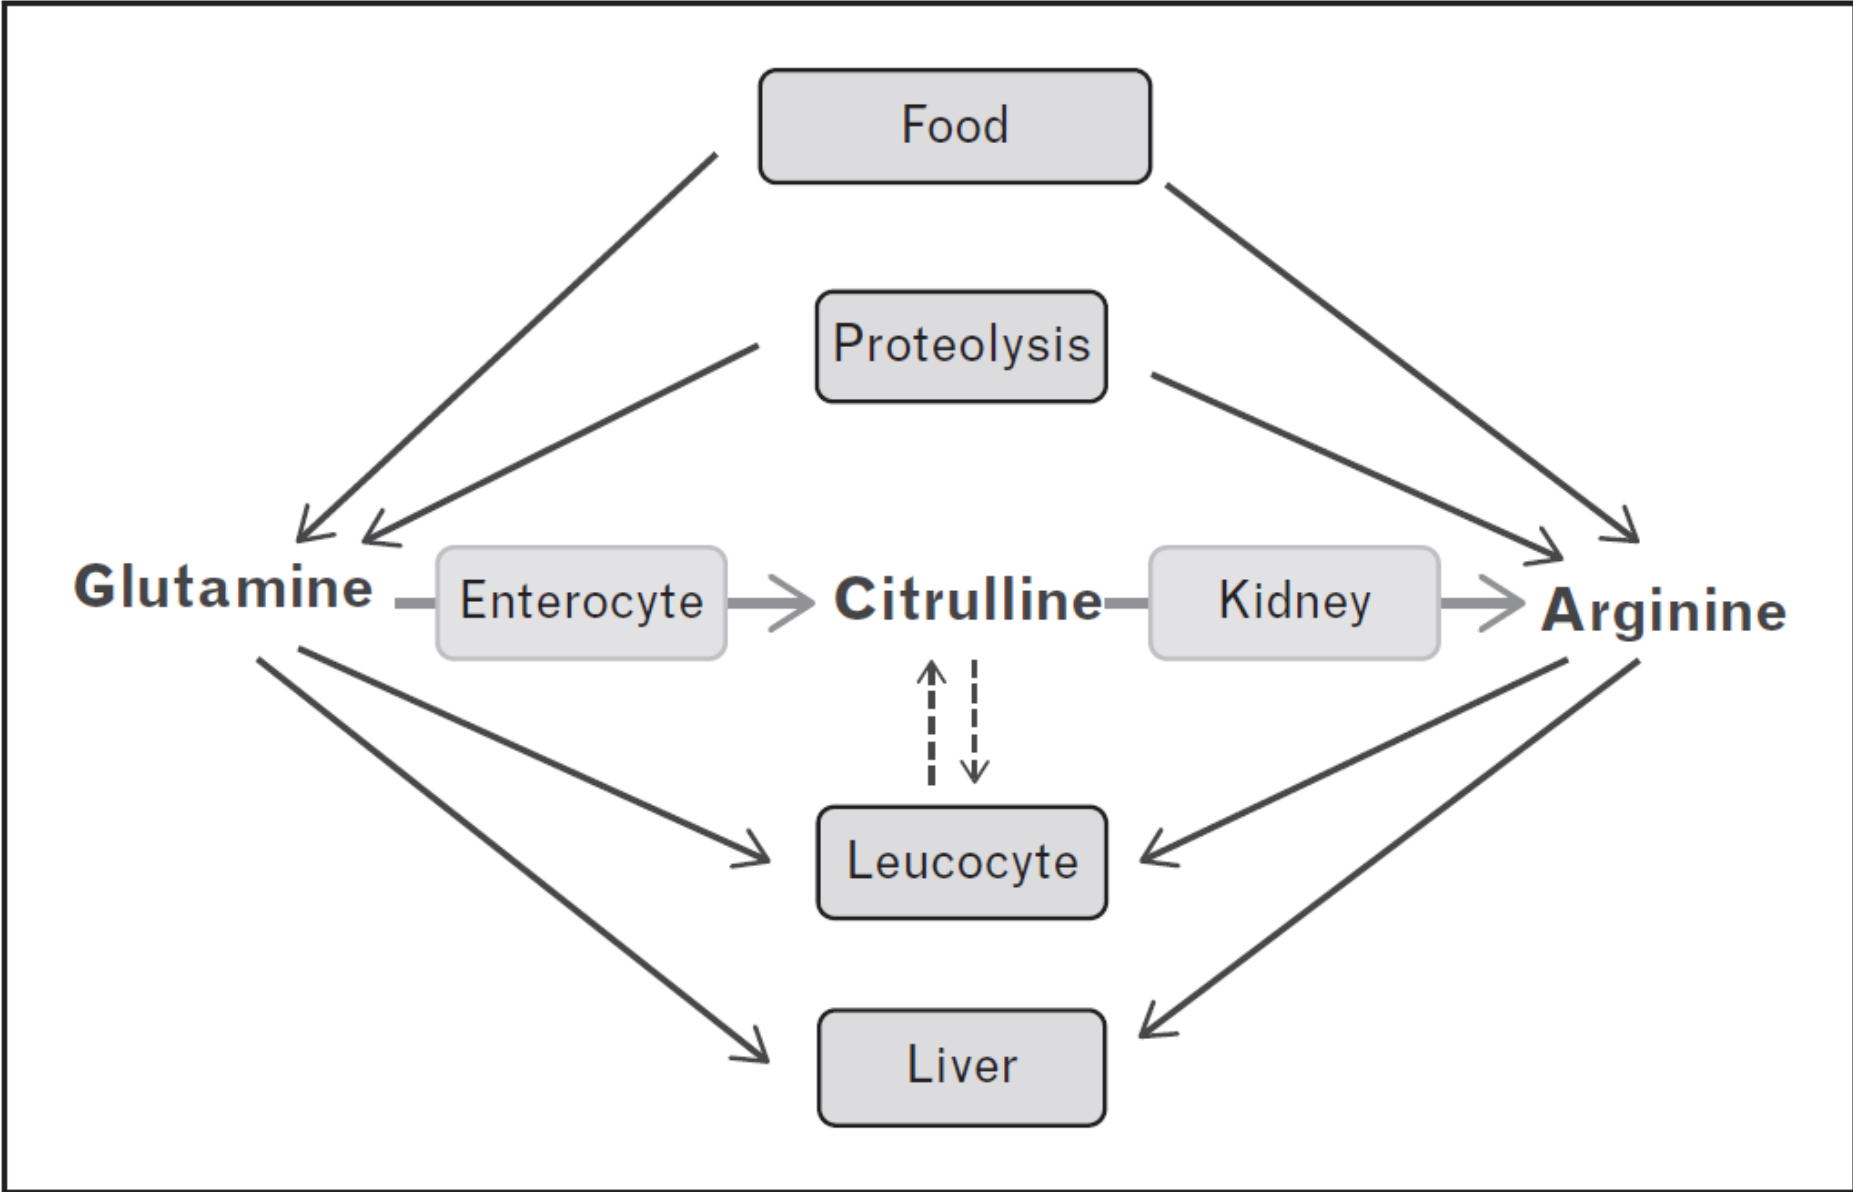 Food
Proteolysis
Glutamine
Enterocyte
Citrulline
Kidney
Arginine
Leucocyte
Liver